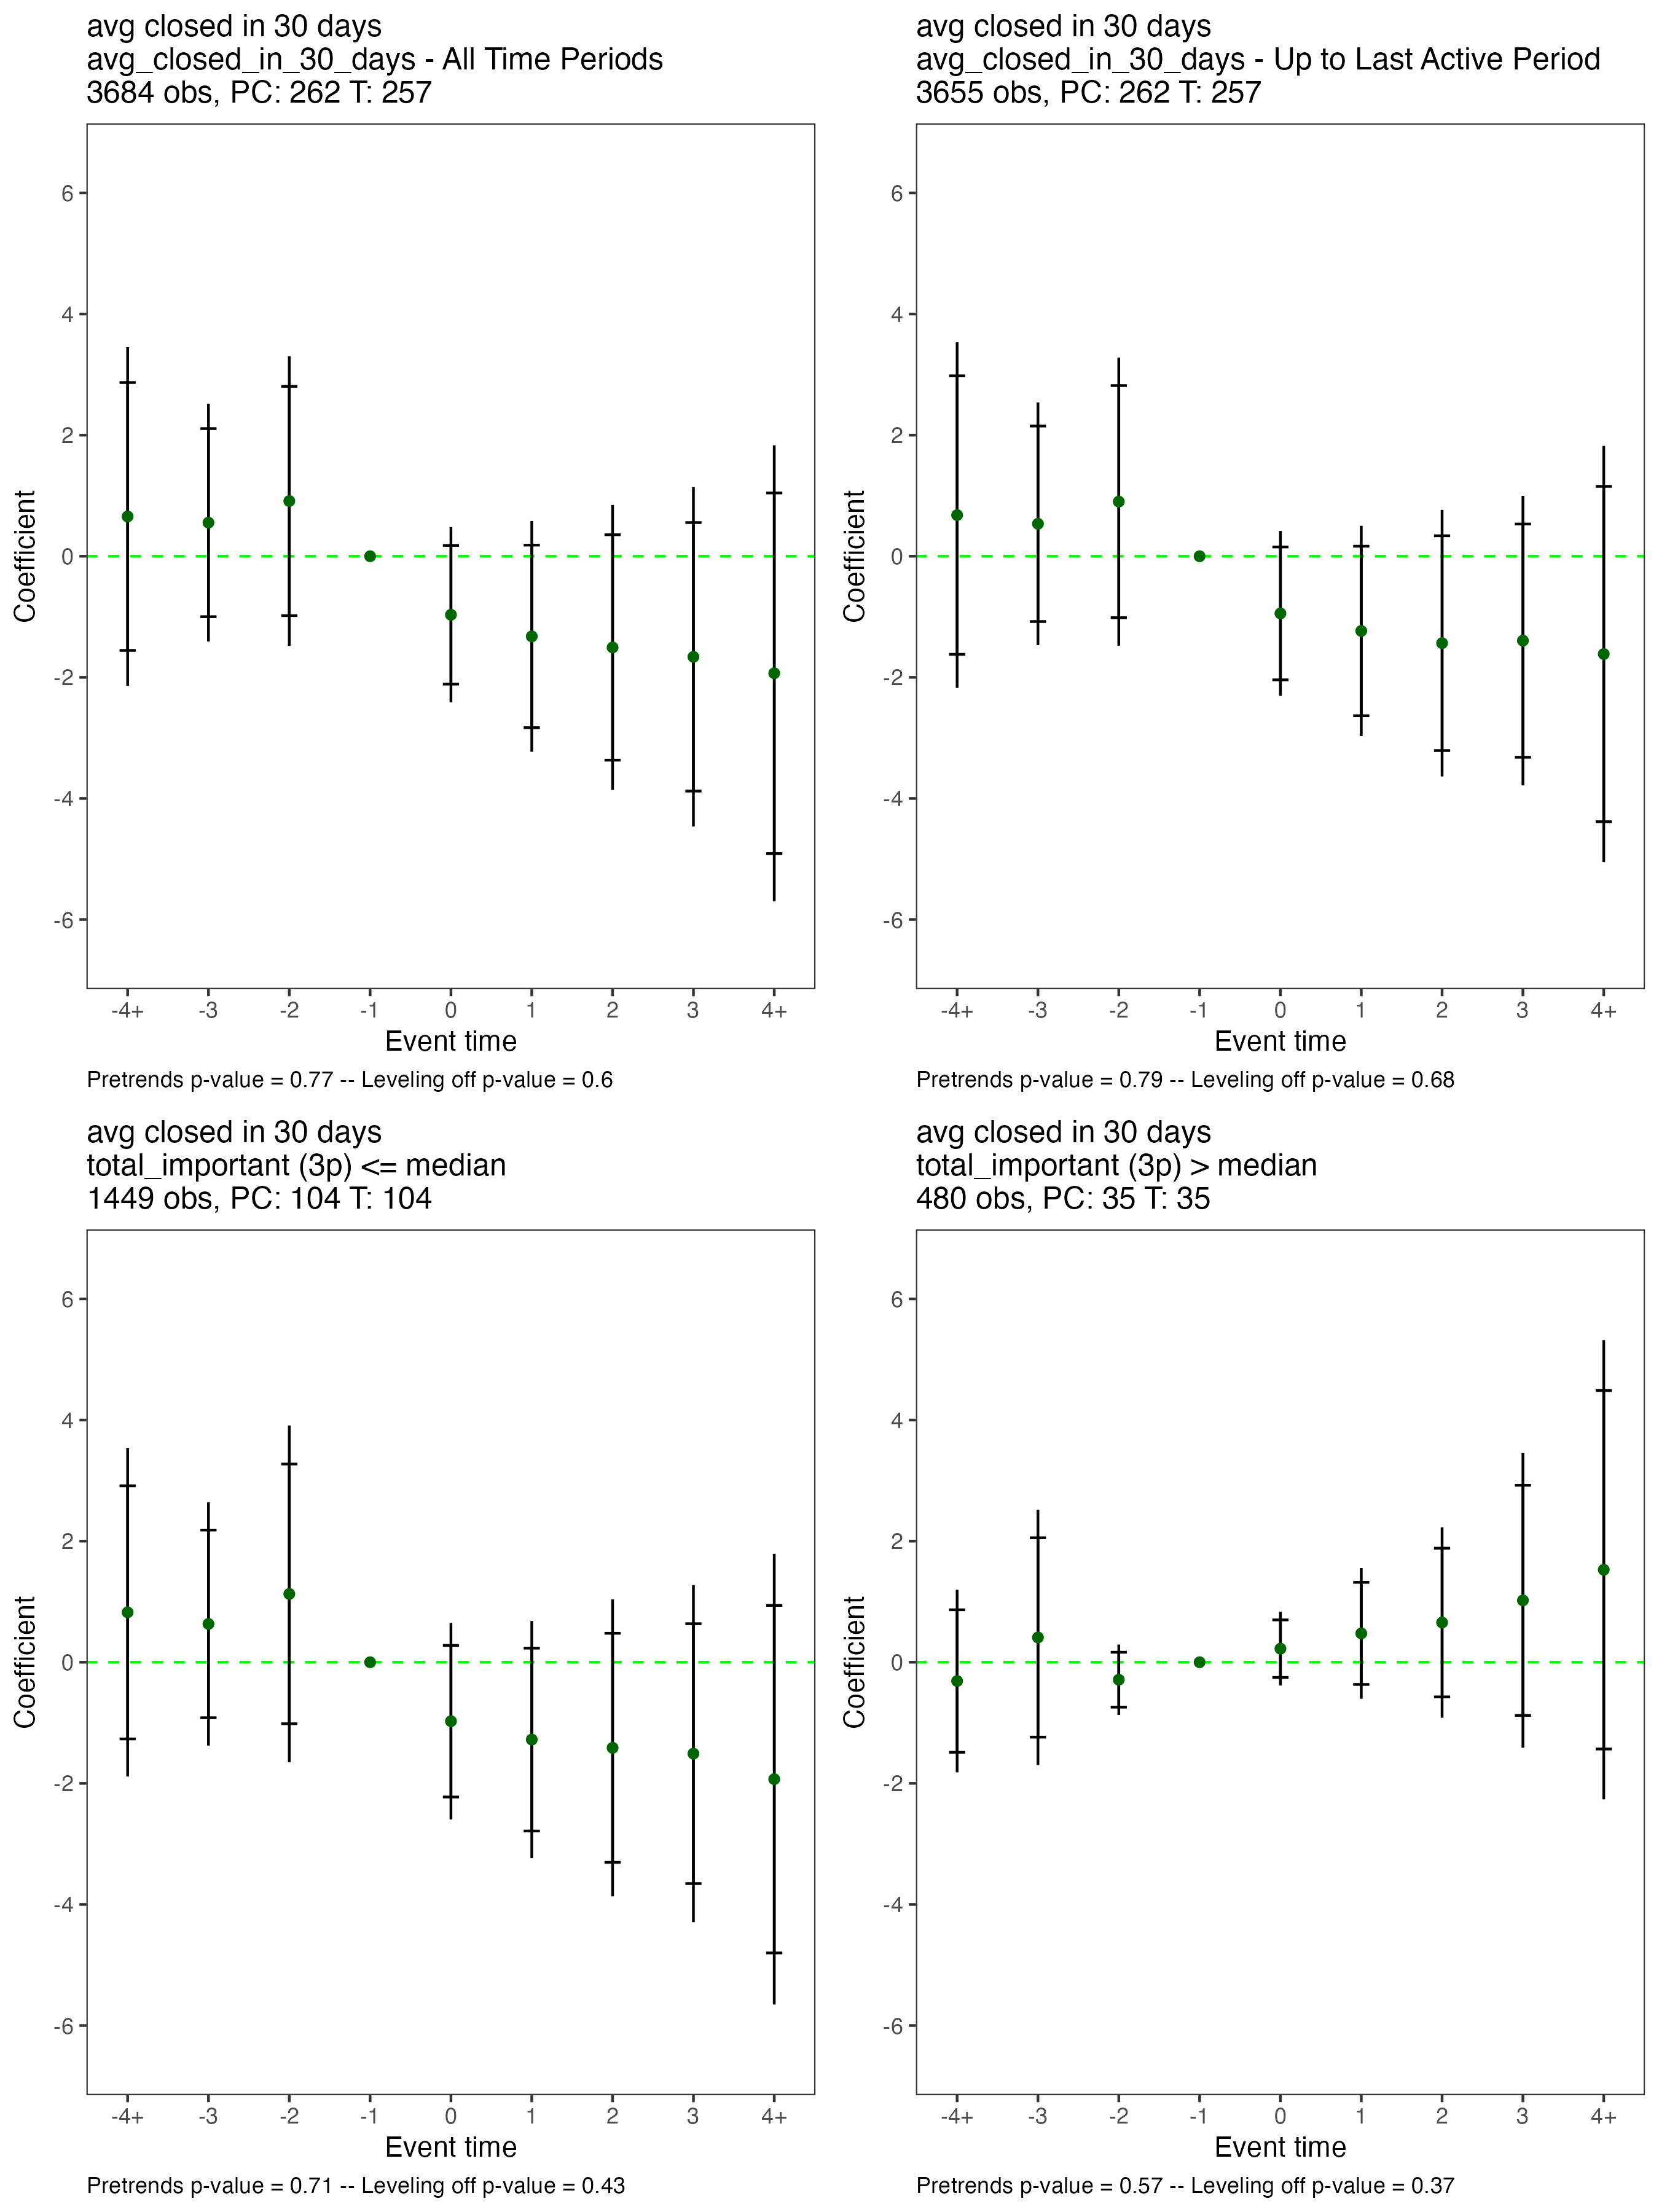 avg closed in 30 days
avg_closed_in_30_days - All Time Periods
3684 obs, PC: 262 T: 257
6
4
2
0
-2
-4
-6
Coefficient
-4+ -3 -2 -1 0 1 2 3 4+
Event time
Pretrends p-value = 0.77 -- Leveling off p-value = 0.6
avg closed in 30 days
avg_closed_in_30_days - Up to Last Active Period
3655 obs, PC: 262 T: 257
6
4
2
0
-2
-4
-6
Coefficient
-4+ -3 -2 -1 0 1 2 3 4+
Event time
Pretrends p-value = 0.79 -- Leveling off p-value = 0.68
avg closed in 30 days
total_important (3p) <= median
1449 obs, PC: 104 T: 104
6
4
2
0
-2
-4
-6
Coefficient
-4+ -3 -2 -1 0 1 2 3 4+
Event time
Pretrends p-value = 0.71 -- Leveling off p-value = 0.43
avg closed in 30 days
total_important (3p) > median
480 obs, PC: 35 T: 35
6
4
2
0
-2
-4
-6
Coefficient
-4+ -3 -2 -1 0 1 2 3 4+
Event time
Pretrends p-value = 0.57 -- Leveling off p-value = 0.37